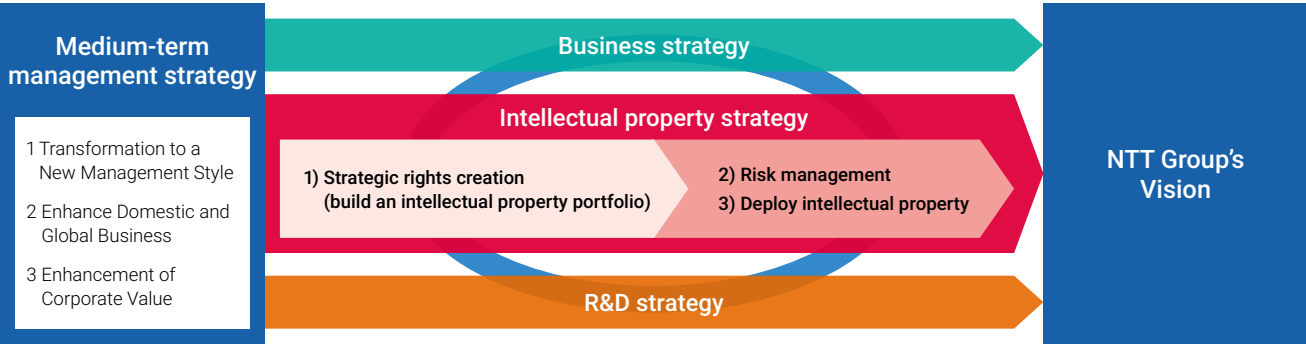 Medium-term
management strategy
1 Transformation to a
New Management Style
2 Enhance Domestic and
Global Business
3 Enhancement of
Corporate Value
Business strategy
Intellectual property strategy
1) Strategic rights creation
(build an intellectual property portfolio)
2) Risk management
3) Deploy intellectual property
R&D strategy
NTT Group’s
Vision